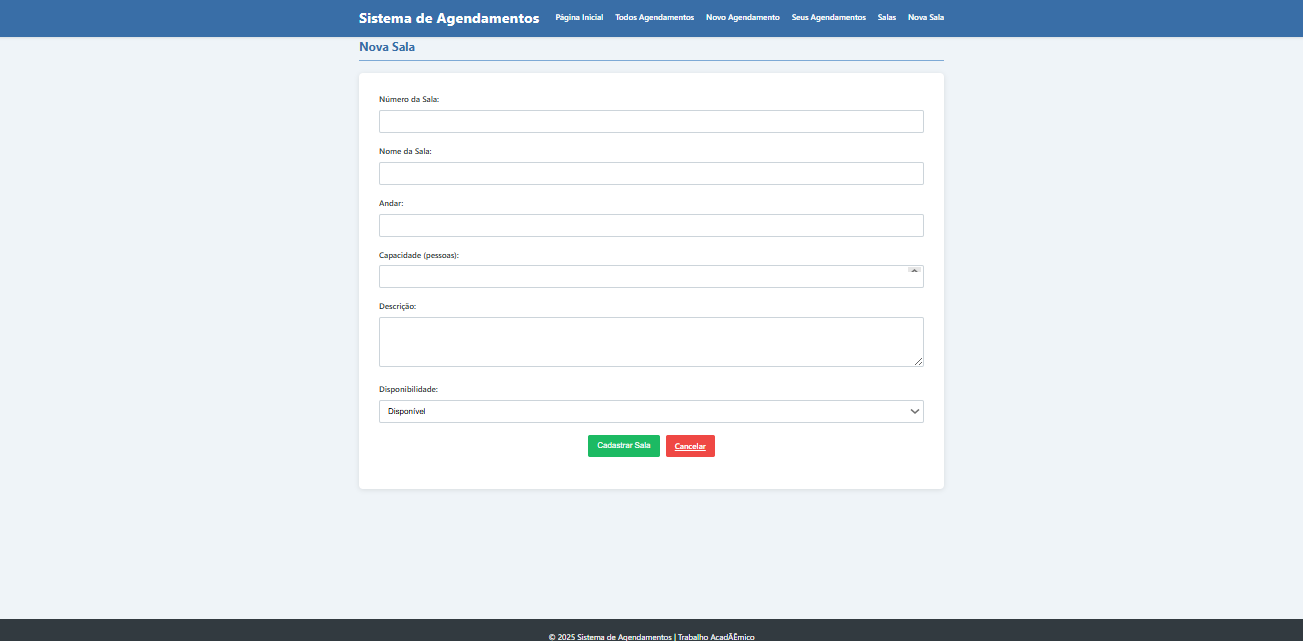 Sistema de Agendamentos Página Inicial Todos Agendamentos Novo Agendamento Seus Agendamentos Salas Nova Sala
Nova Sala
Número da Sala:
Nome da Sala:
Andar:
Capacidade (pessoas):
Descrição:
Disponibilidade:
Disponível
Cadastrar Sala Cancelar
© 2025 Sistema de Agendamentos | Trabalho AcadÃÊmico